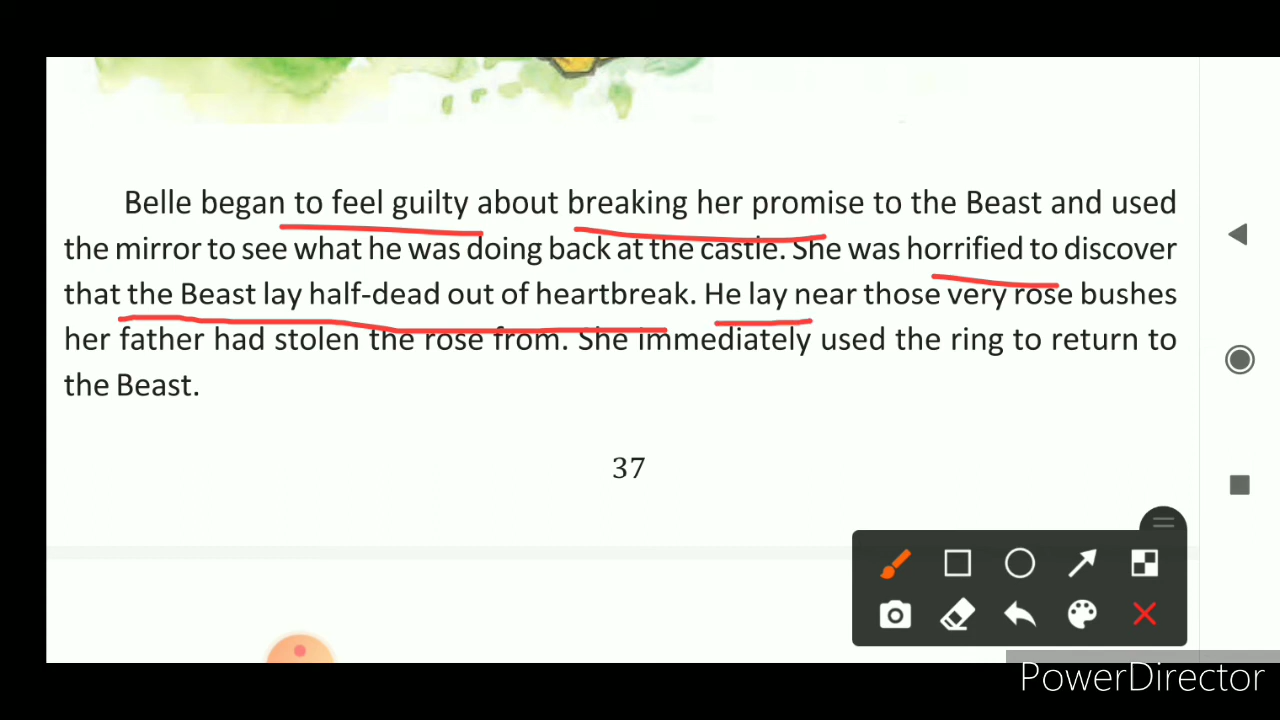 Belle began to feel guilty about breaking her promise to the Beast and used
the mirror to see what he was doing back at the castle. She was horrified to discover
that the Beast lay half-dead out of heartbreak. He lay near those very rose bushes
her father had stolen the rose from. She immediately used the ring to return to
the Beast.
37
PowerDirector